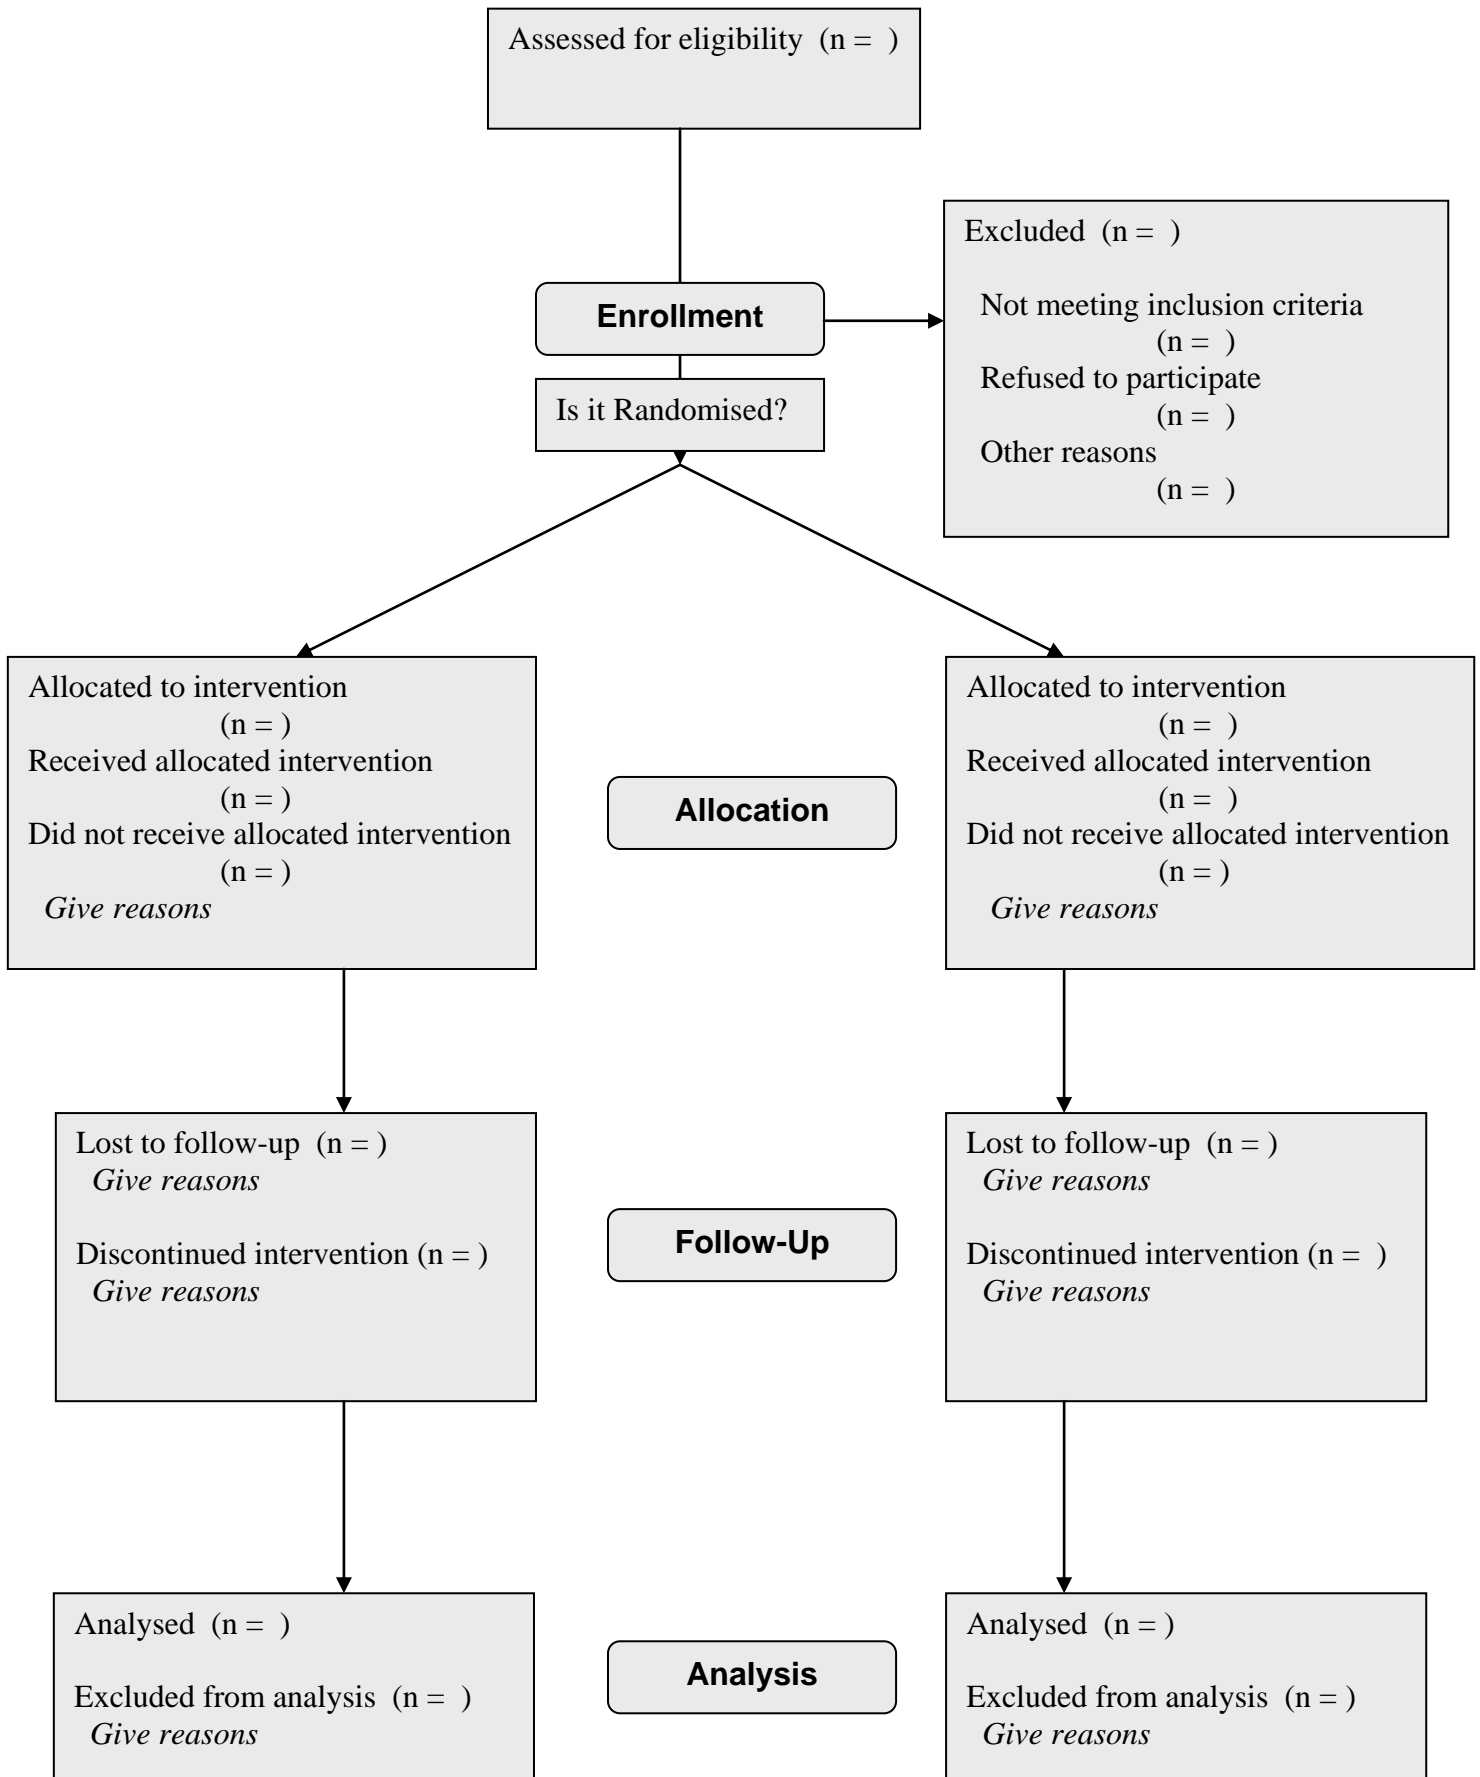 Assessed for eligibility  (n =  )
Excluded  (n =  )
Not meeting inclusion criteria
(n =  )
Refused to participate
(n =  )
Other reasons
(n =  )
Enrollment
Is it Randomised?
Allocated to intervention
(n = )
Received allocated intervention
(n = )
Did not receive allocated intervention
(n = )
Give reasons
Allocation
Allocated to intervention
(n =  )
Received allocated intervention
(n =  )
Did not receive allocated intervention
(n = )
Give reasons
Lost to follow-up  (n = )
Give reasons
Discontinued intervention (n = )
Give reasons
Follow-Up
Lost to follow-up  (n = )
Give reasons
Discontinued intervention (n =  )
Give reasons
Analysed  (n =  )
Excluded from analysis  (n =  )
Give reasons
Analysis
Analysed  (n = )
Excluded from analysis  (n = )
Give reasons